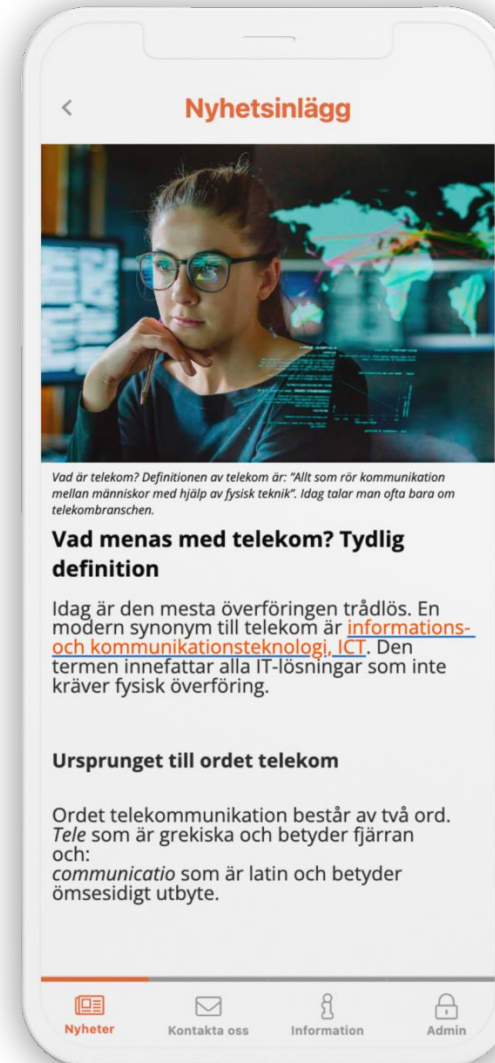 Nyhetsinlägg
Vad är telekom? Definitionen av telekom är: "Allt som rör kommunikation
mellan människor med hjälp av fysisk teknik". Idag talar man ofta bara om
telekombranschen.
Vad menas med telekom? Tydlig
definition
Idag är den mesta överföringen trådlös. En
modern synonym till telekom är informations-
och kommunikationsteknologi, ICT. Den
termen innefattar alla IT-lösningar som inte
kräver fysisk överföring.
Ursprunget till ordet telekom
Ordet telekommunikation består av två ord.
Tele som är grekiska och betyder fjärran
och:
communicatio som är latin och betyder
ömsesidigt utbyte.
Nyheter
Kontakta oss
Information
Admin